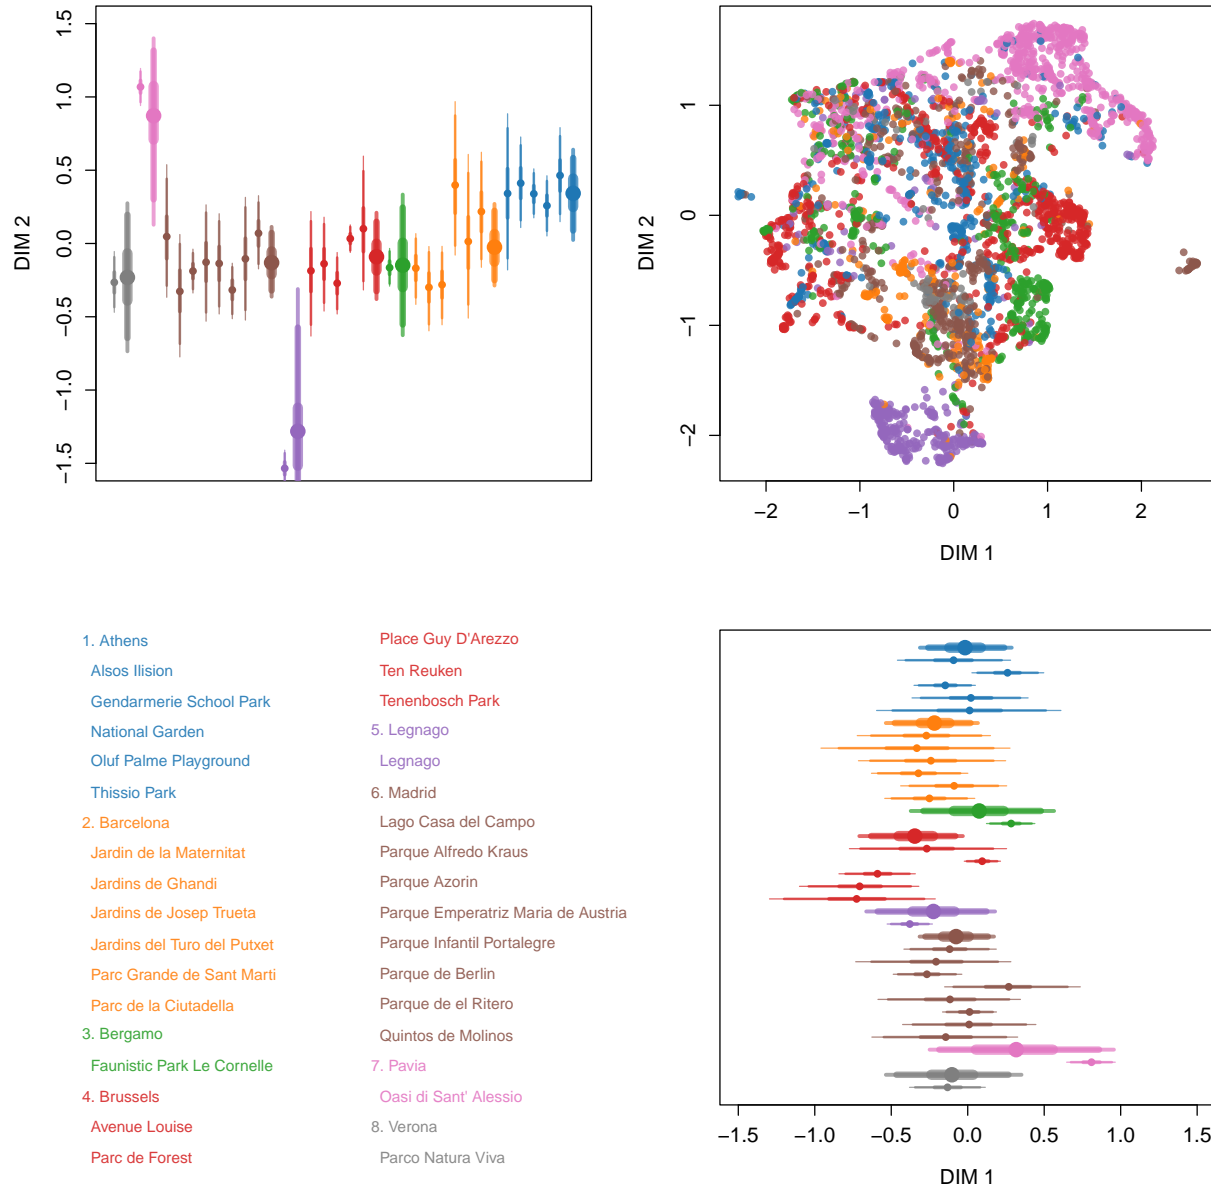 1.5
1.0
0.5
0.0
−0.5
−1.0
−1.5
DIM 2
1
0
−1
−2
DIM 2
−2
−1
0
1
2
DIM 1
1. Athens
Alsos Ilision
Gendarmerie School Park
National Garden
Oluf Palme Playground
Thissio Park
2. Barcelona
Jardin de la Maternitat
Jardins de Ghandi
Jardins de Josep Trueta
Jardins del Turo del Putxet
Parc Grande de Sant Marti
Parc de la Ciutadella
3. Bergamo
Faunistic Park Le Cornelle
4. Brussels
Avenue Louise
Parc de Forest
Place Guy D'Arezzo
Ten Reuken
Tenenbosch Park
5. Legnago
Legnago
6. Madrid
Lago Casa del Campo
Parque Alfredo Kraus
Parque Azorin
Parque Emperatriz Maria de Austria
Parque Infantil Portalegre
Parque de Berlin
Parque de el Ritero
Quintos de Molinos
7. Pavia
Oasi di Sant' Alessio
8. Verona
Parco Natura Viva
−1.5
−1.0
−0.5
0.0
0.5
1.0
1.5
DIM 1